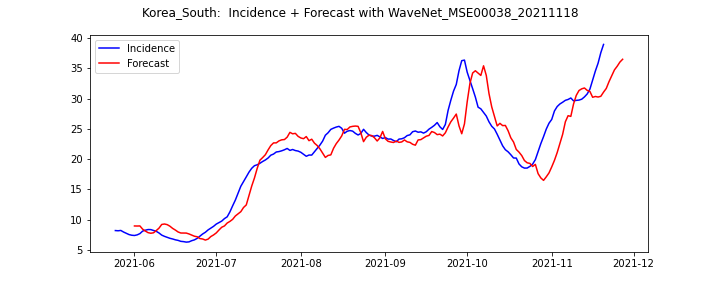 Korea_South:  Incidence + Forecast with WaveNet_MSE00038_20211118
Incidence
Forecast
40
35
30
25
20
15
10
5
2021-06 2021-07 2021-08 2021-09 2021-10 2021-11 2021-12